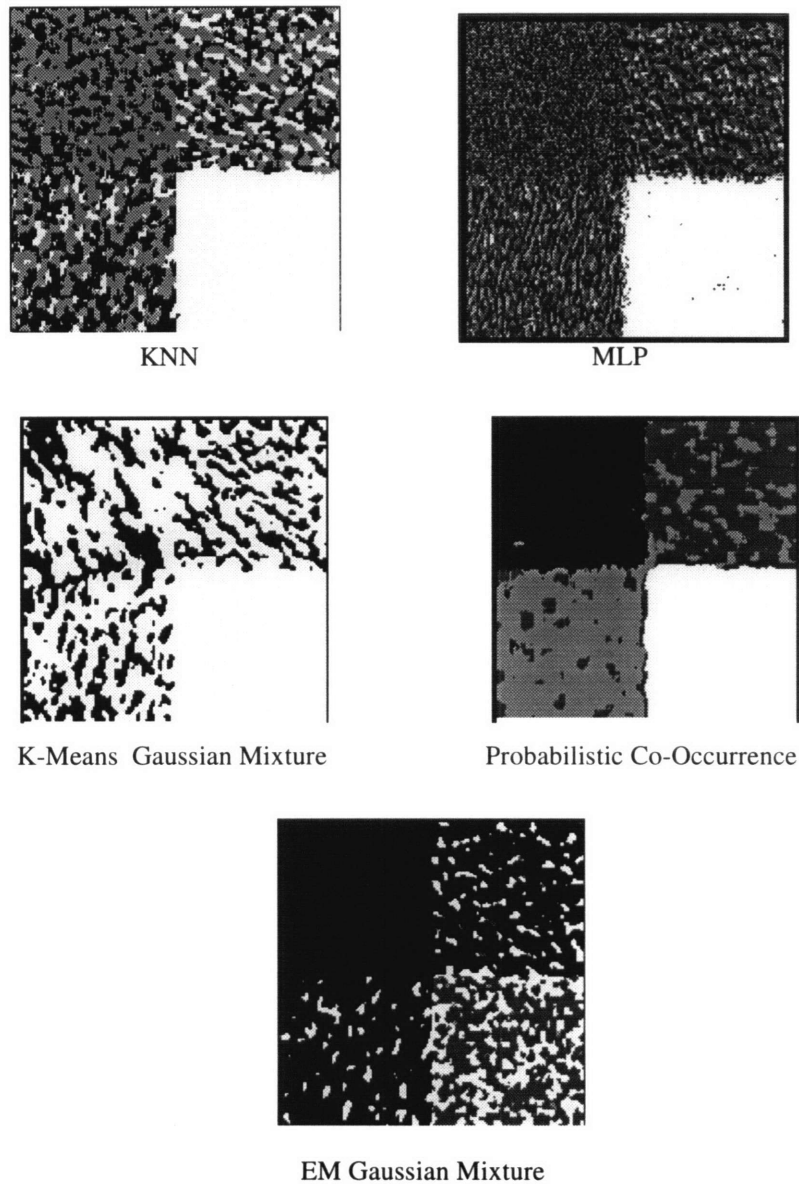 KNN
MLP
K-Means Gaussian Mixture
Probabilistic Co-Occurrence
EM Gaussian Mixture